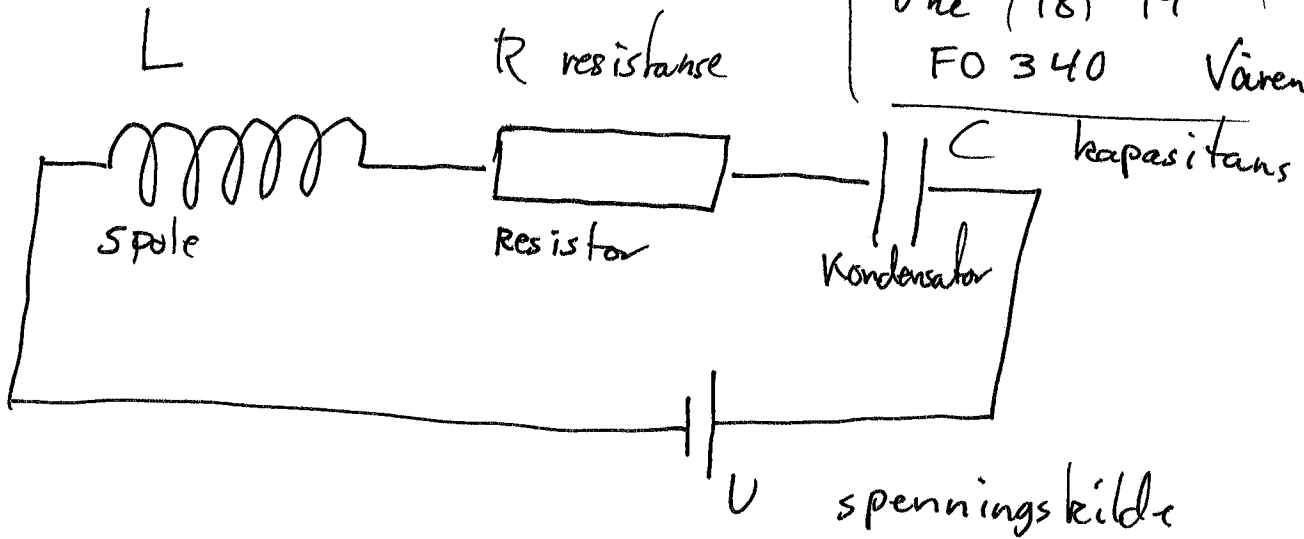 FO 340 Våren
L
R resistanse
C kapasitans
spole
Resistor
Kondensator
U spenningskilde